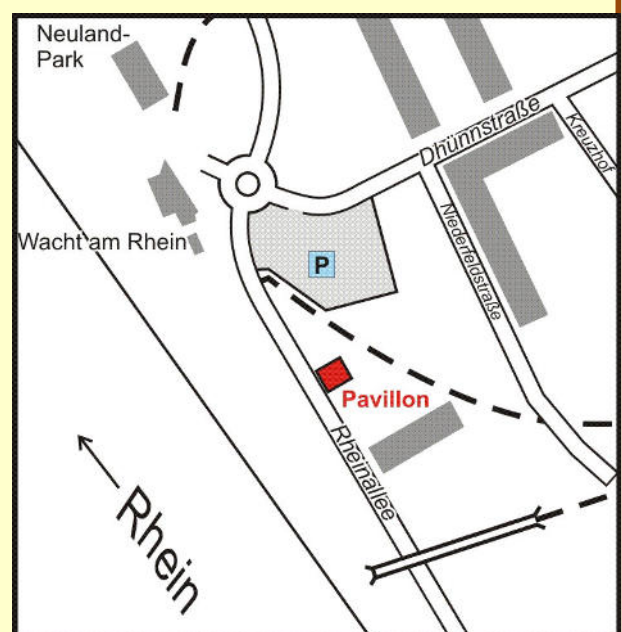 Neuland-
Park
Dhünnstraße
Kreuzhof
Wacht am Rhein
P
Niederfeldstraße
Pavillon
Rheinallee
Rhein